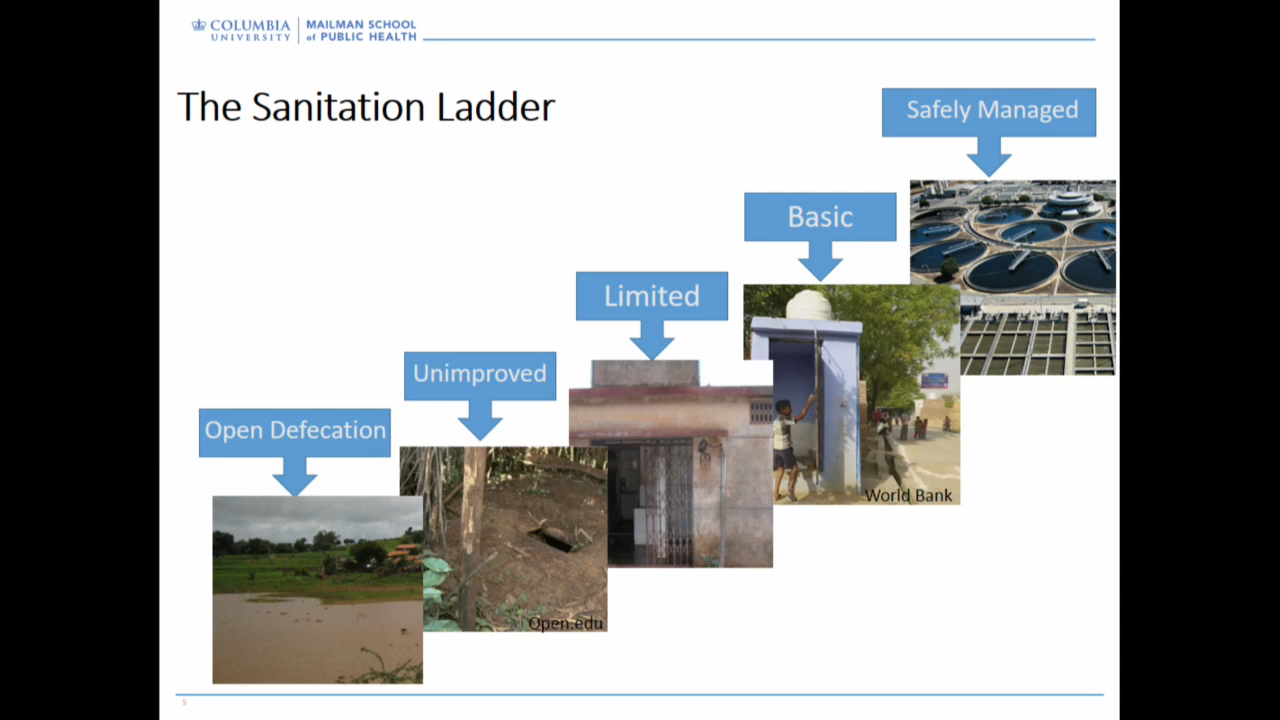 COLUMBIA
UNIVERSITY
MAILMAN SCHOOL
of PUBLIC HEALTH
The Sanitation Ladder
Safely Managed
Basic
Limited
Unimproved
Open Defecation
World Bank
Open.edu
5